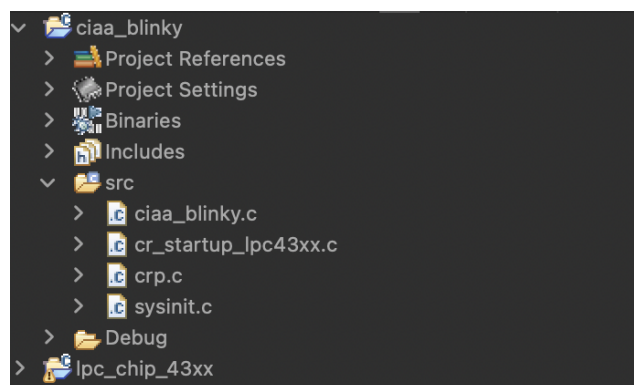 ciaa_blinky
Project References
Project Settings
Binaries
Includes
src
ciaa_blinky.c
cr_startup_lpc43xx.c
crp.c
sysinit.c
Debug
lpc_chip_43xx